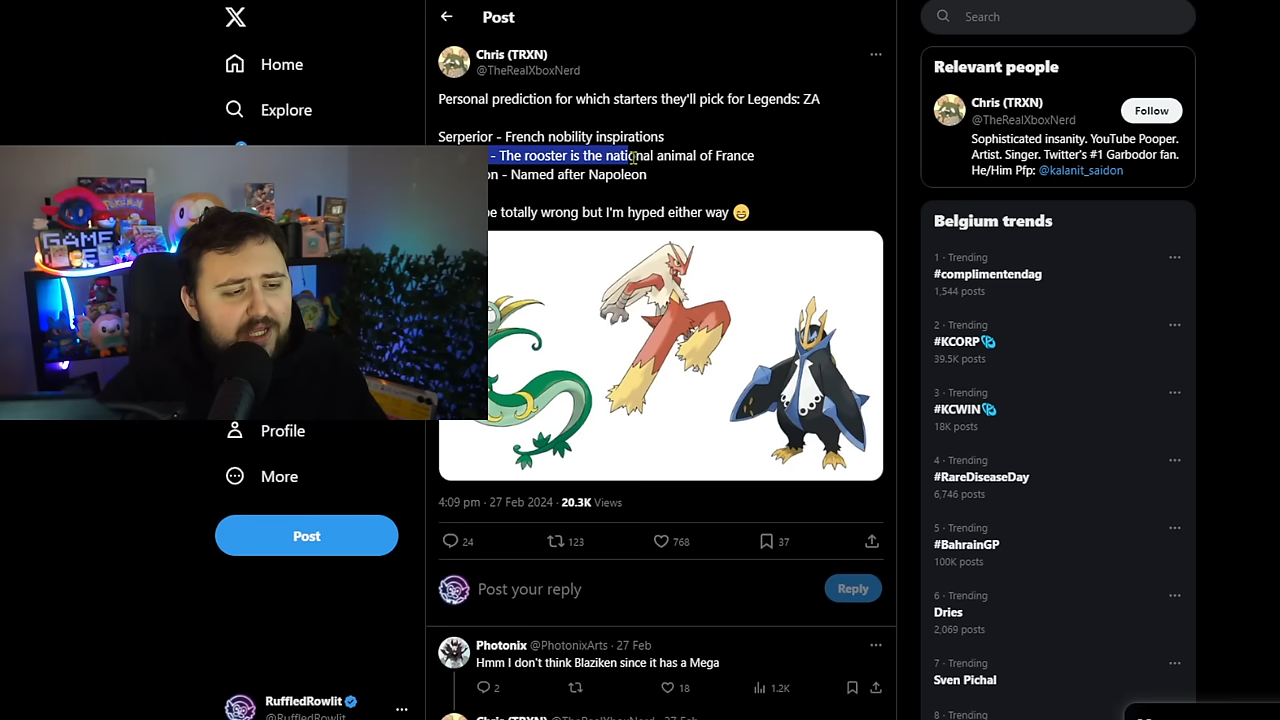 Home
Explore
Profile
More
Post
RuffledRowlit
@RuffledRowlit
Post
Chris (TRXN)
@TheRealXboxNerd
Personal prediction for which starters they'll pick for Legends: ZA
Serperior - French nobility inspirations
- The rooster is the national animal of France
on - Named after Napoleon
be totally wrong but I'm hyped either way 😄
4:09 pm · 27 Feb 2024 · 20.3K Views
24 123 768 37
Post your reply
Reply
Photonix @PhotonixArts · 27 Feb
Hmm I don't think Blaziken since it has a Mega
2 18 1.2K
Chris (TRXN) @TheRealXboxNerd · 27 Feb
Search
Relevant people
Chris (TRXN)
@TheRealXboxNerd
Follow
Sophisticated insanity. YouTube Pooper.
Artist. Singer. Twitter's #1 Garbodor fan.
He/Him Pfp: @kalanit_saidon
Belgium trends
1 · Trending
#complimentendag
1,544 posts
2 · Trending
#KCORP
39.5K posts
3 · Trending
#KCWIN
18K posts
4 · Trending
#RareDiseaseDay
6,746 posts
5 · Trending
#BahrainGP
100K posts
6 · Trending
Dries
2,069 posts
7 · Trending
Sven Pichal
8 · Trending
GAME